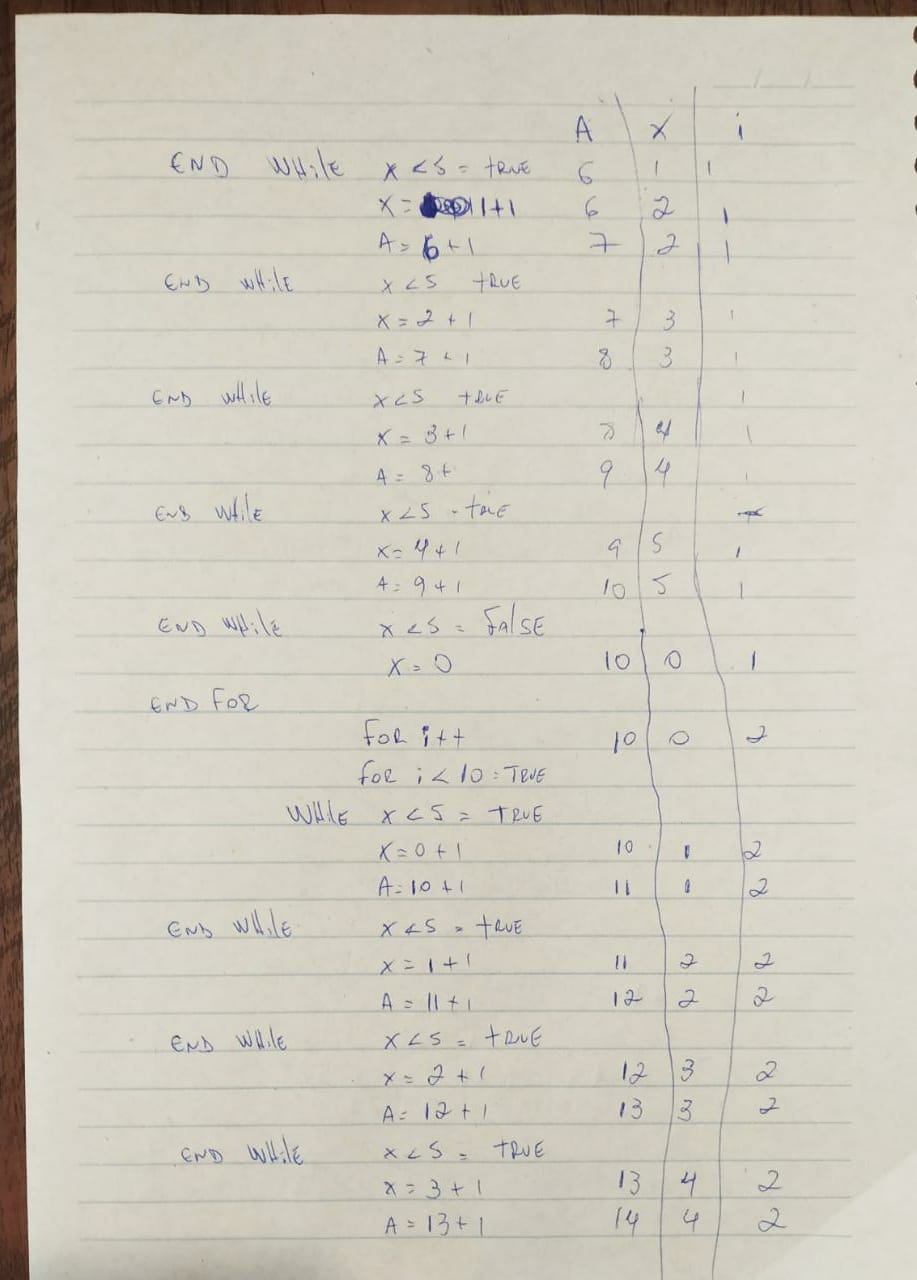 A X i
END WHile x <5 = tRUE 6 1 1
X = 1+1 6 2 1
A = 6+1 7 2 1
END WHilE x <5 tRUE
X = 2 + 1 7 3 1
A = 7 + 1 8 3 1
END WHilE x<5 tRUE 1
X = 3+1 8 4 1
A = 8+ 9 4 1
END WHile x <5 - tRUE
X= 4+1 9 5 1
A = 9+1 10 5 1
END WHile x <5 = FalSE
X = 0 10 0 1
END FOR
FOR i++ 10 0 2
FOR i < 10 = TRUE
WHilE x <5 = TRUE
X=0+1 10 1 2
A=10+1 11 1 2
END WHile x <5 = tRUE
X = 1+1 11 2 2
A = 11+1 12 2 2
END WHile X <5 = tRUE
X = 2 +1 12 3 2
A= 12+1 13 3 2
END WHile x <5 = TRUE
X = 3+1 13 4 2
A = 13+1 14 4 2